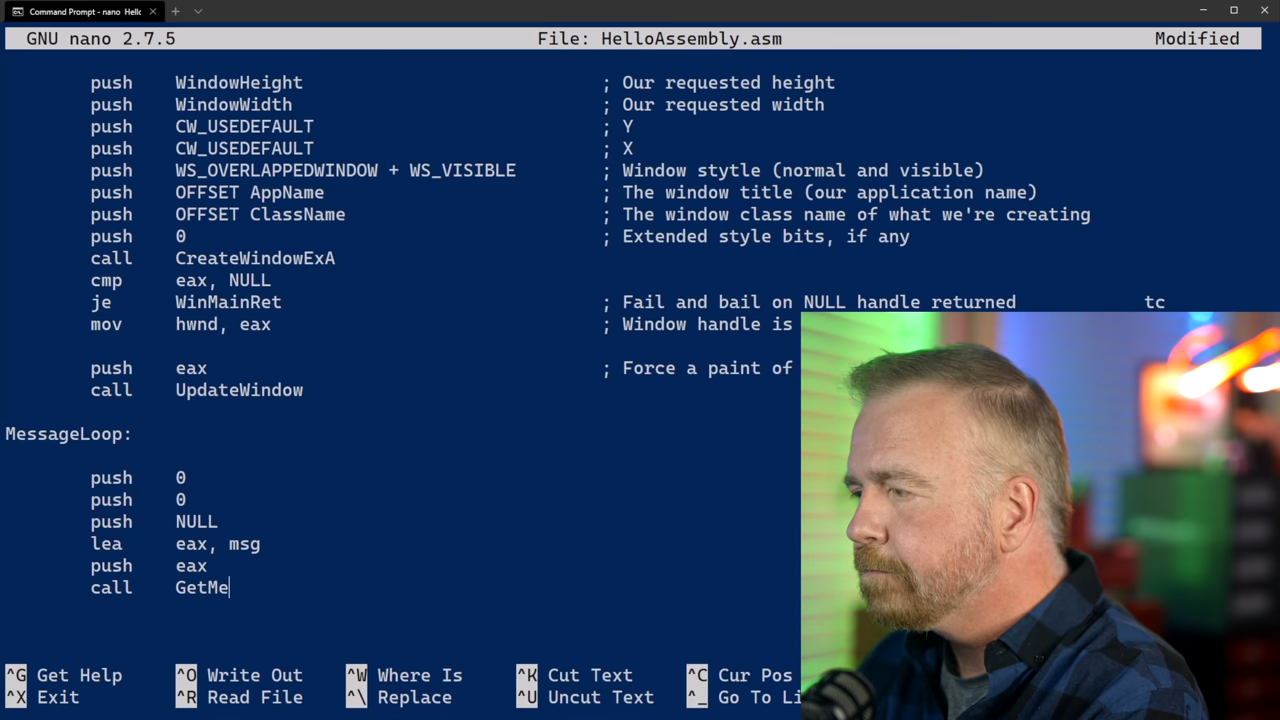 Command Prompt - nano Hello
GNU nano 2.7.5 File: HelloAssembly.asm Modified
push WindowHeight ; Our requested height
push WindowWidth ; Our requested width
push CW_USEDEFAULT ; Y
push CW_USEDEFAULT ; X
push WS_OVERLAPPEDWINDOW + WS_VISIBLE ; Window stytle (normal and visible)
push OFFSET AppName ; The window title (our application name)
push OFFSET ClassName ; The window class name of what we're creating
push 0 ; Extended style bits, if any
call CreateWindowExA
cmp eax, NULL
je WinMainRet ; Fail and bail on NULL handle returned tc
mov hwnd, eax ; Window handle is
push eax ; Force a paint of
call UpdateWindow
MessageLoop:
push 0
push 0
push NULL
lea eax, msg
push eax
call GetMe
^G Get Help ^O Write Out ^W Where Is ^K Cut Text ^C Cur Pos
^X Exit ^R Read File ^\ Replace ^U Uncut Text ^_ Go To Li